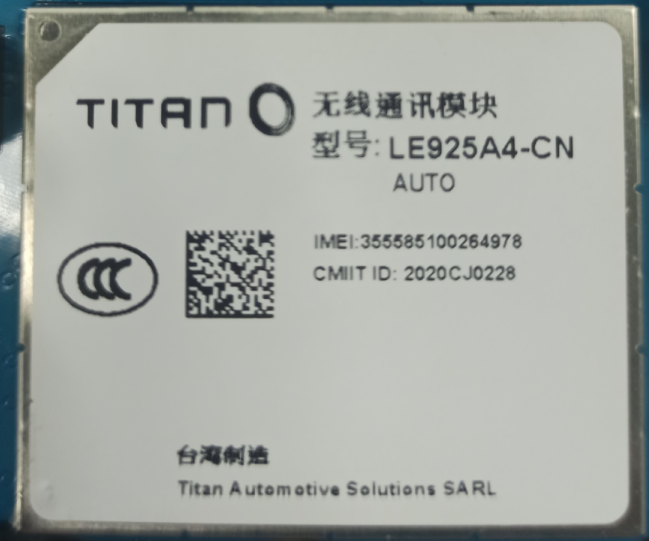 TITAN
无线通讯模块
型号: LE925A4-CN
AUTO
IMEI:355585100264978
CMIIT ID: 2020CJ0228
CCC
台湾制造
Titan Automotive Solutions SARL